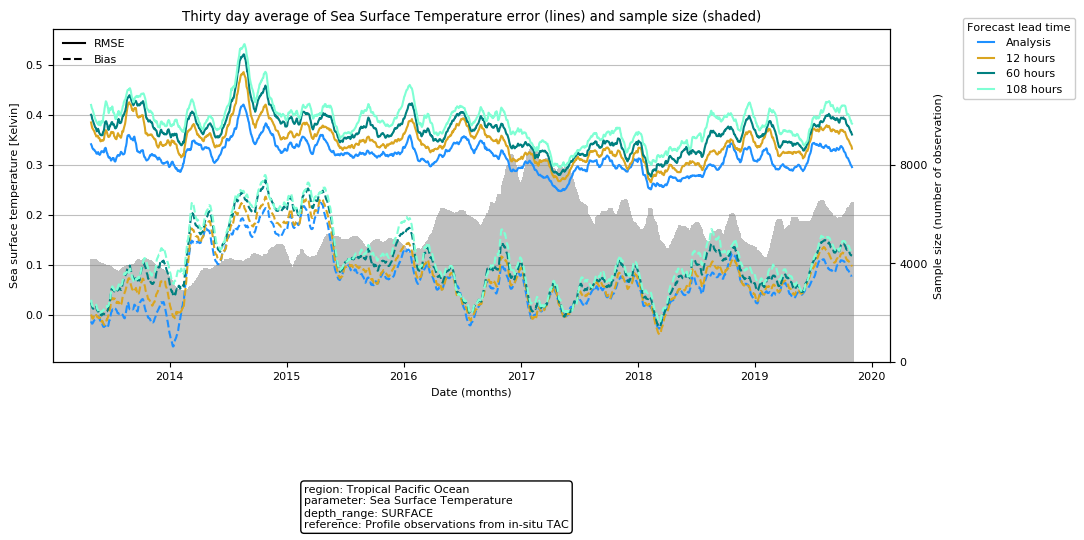 Thirty day average of Sea Surface Temperature error (lines) and sample size (shaded)
RMSE
Bias
Forecast lead time
Analysis
12 hours
60 hours
108 hours
Sea surface temperature [Kelvin]
0.5
0.4
0.3
0.2
0.1
0.0
8000
4000
0
Sample size (number of observation)
2014 2015 2016 2017 2018 2019 2020
Date (months)
region: Tropical Pacific Ocean
parameter: Sea Surface Temperature
depth_range: SURFACE
reference: Profile observations from in-situ TAC